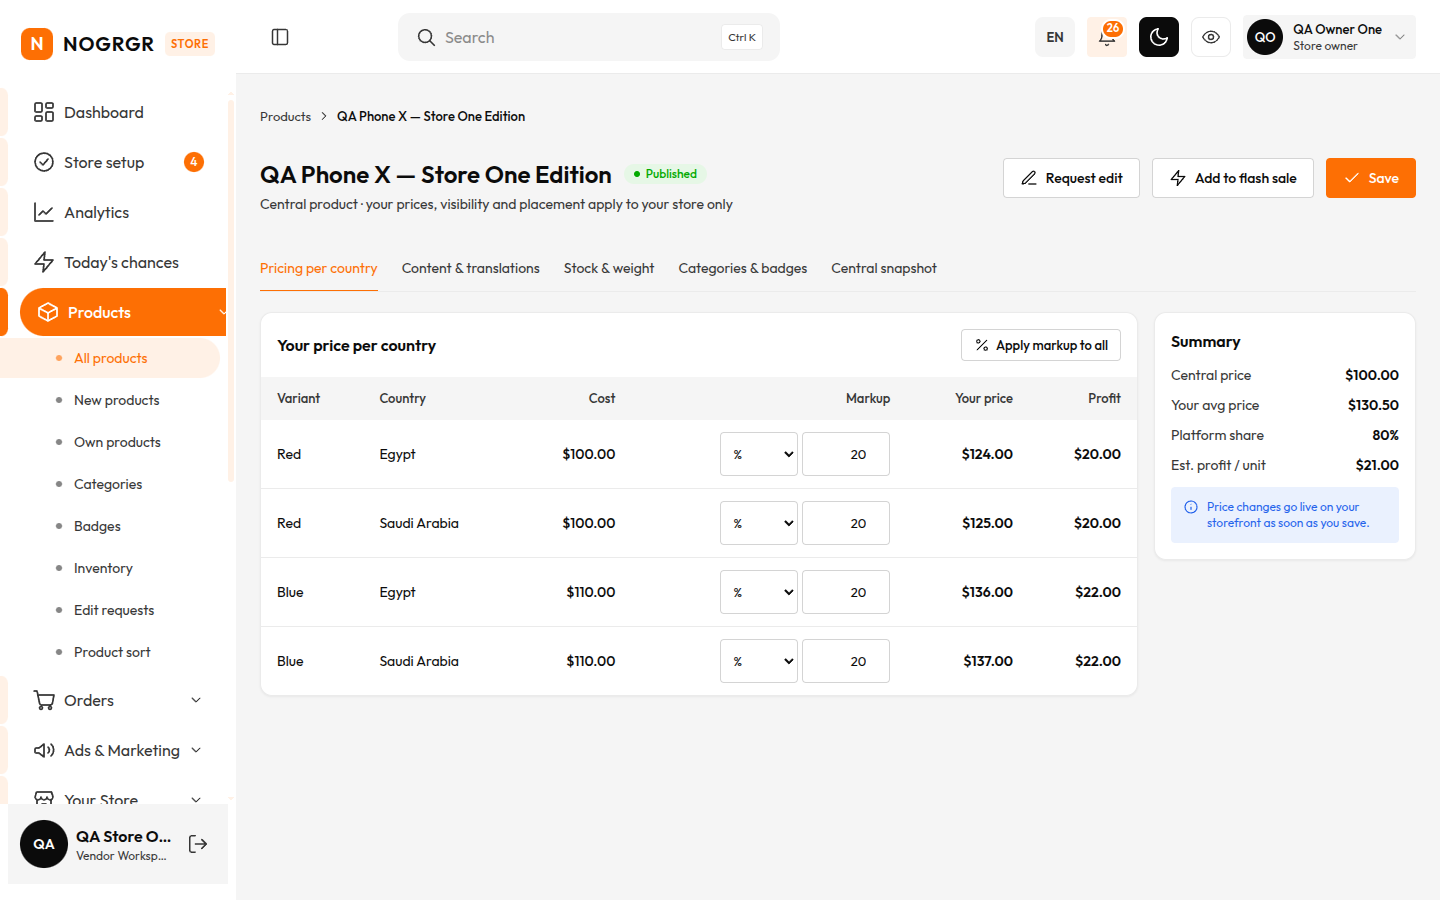 N NOGRGR STORE
Search Ctrl K
EN 26 QO QA Owner One
Store owner
Dashboard
Store setup 4
Analytics
Today's chances
Products
All products
New products
Own products
Categories
Badges
Inventory
Edit requests
Product sort
Orders
Ads & Marketing
Your Store
QA QA Store O...
Vendor Worksp...
Products > QA Phone X — Store One Edition
QA Phone X — Store One Edition Published
Central product · your prices, visibility and placement apply to your store only
Request edit Add to flash sale Save
Pricing per country Content & translations Stock & weight Categories & badges Central snapshot
Your price per country Apply markup to all
Variant Country Cost Markup Your price Profit
Red Egypt $100.00 % 20 $124.00 $20.00
Red Saudi Arabia $100.00 % 20 $125.00 $20.00
Blue Egypt $110.00 % 20 $136.00 $22.00
Blue Saudi Arabia $110.00 % 20 $137.00 $22.00
Summary
Central price $100.00
Your avg price $130.50
Platform share 80%
Est. profit / unit $21.00
Price changes go live on your
storefront as soon as you save.